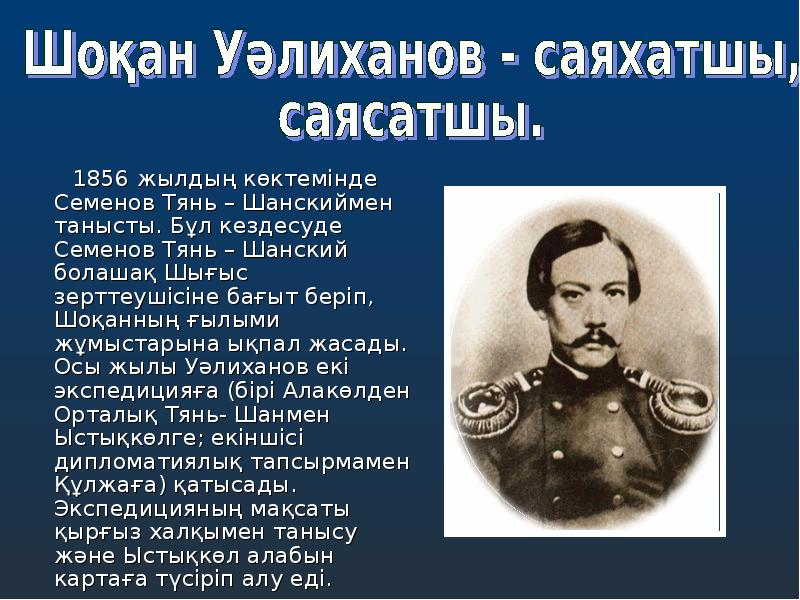 Шоқан Уәлиханов - саяхатшы,
саясатшы.
1856 жылдың көктемінде
Семенов Тянь – Шанскиймен
танысты. Бұл кездесуде
Семенов Тянь – Шанский
болашақ Шығыс
зерттеушісіне бағыт беріп,
Шоқанның ғылыми
жұмыстарына ықпал жасады.
Осы жылы Уәлиханов екі
экспедицияға (бірі Алакөлден
Орталық Тянь- Шанмен
Ыстықкөлге; екіншісі
дипломатиялық тапсырмамен
Құлжаға) қатысады.
Экспедицияның мақсаты
қырғыз халқымен танысу
және Ыстықкөл алабын
картаға түсіріп алу еді.